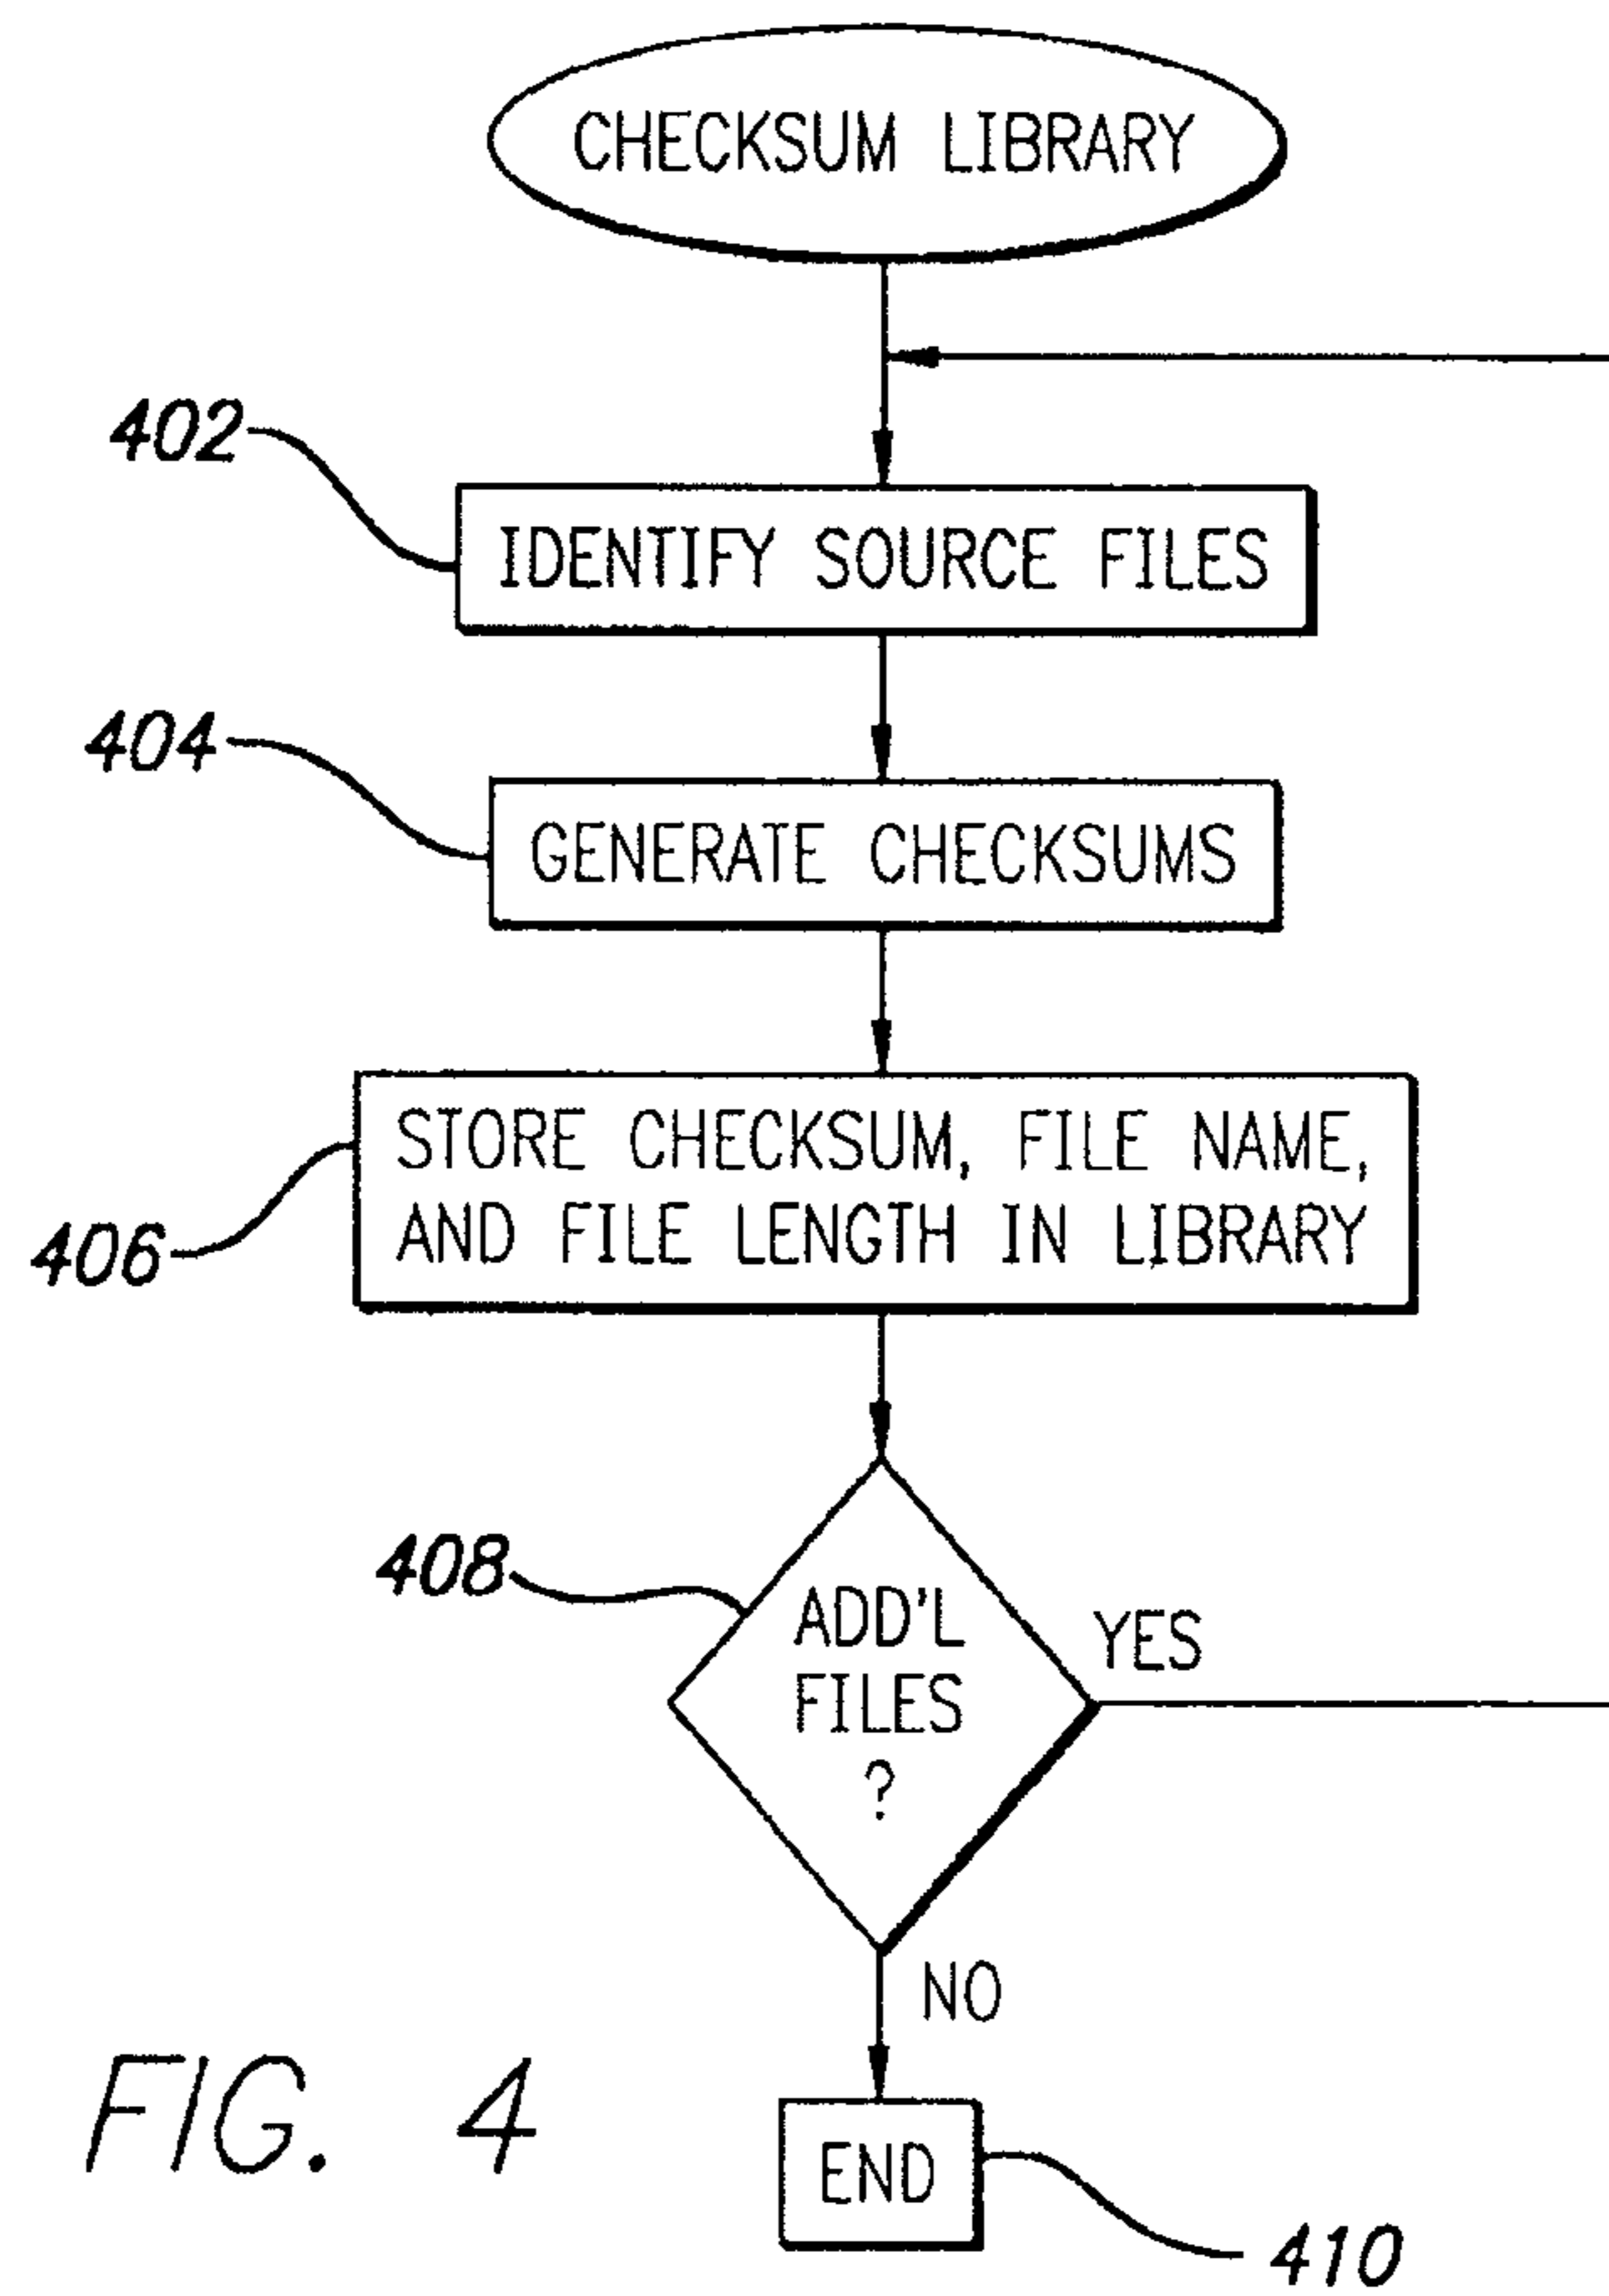 CHECKSUM LIBRARY
402
IDENTIFY SOURCE FILES
404
GENERATE CHECKSUMS
406
STORE CHECKSUM, FILE NAME,
AND FILE LENGTH IN LIBRARY
408
ADD'L
FILES
?
YES
NO
FIG. 4
END
410